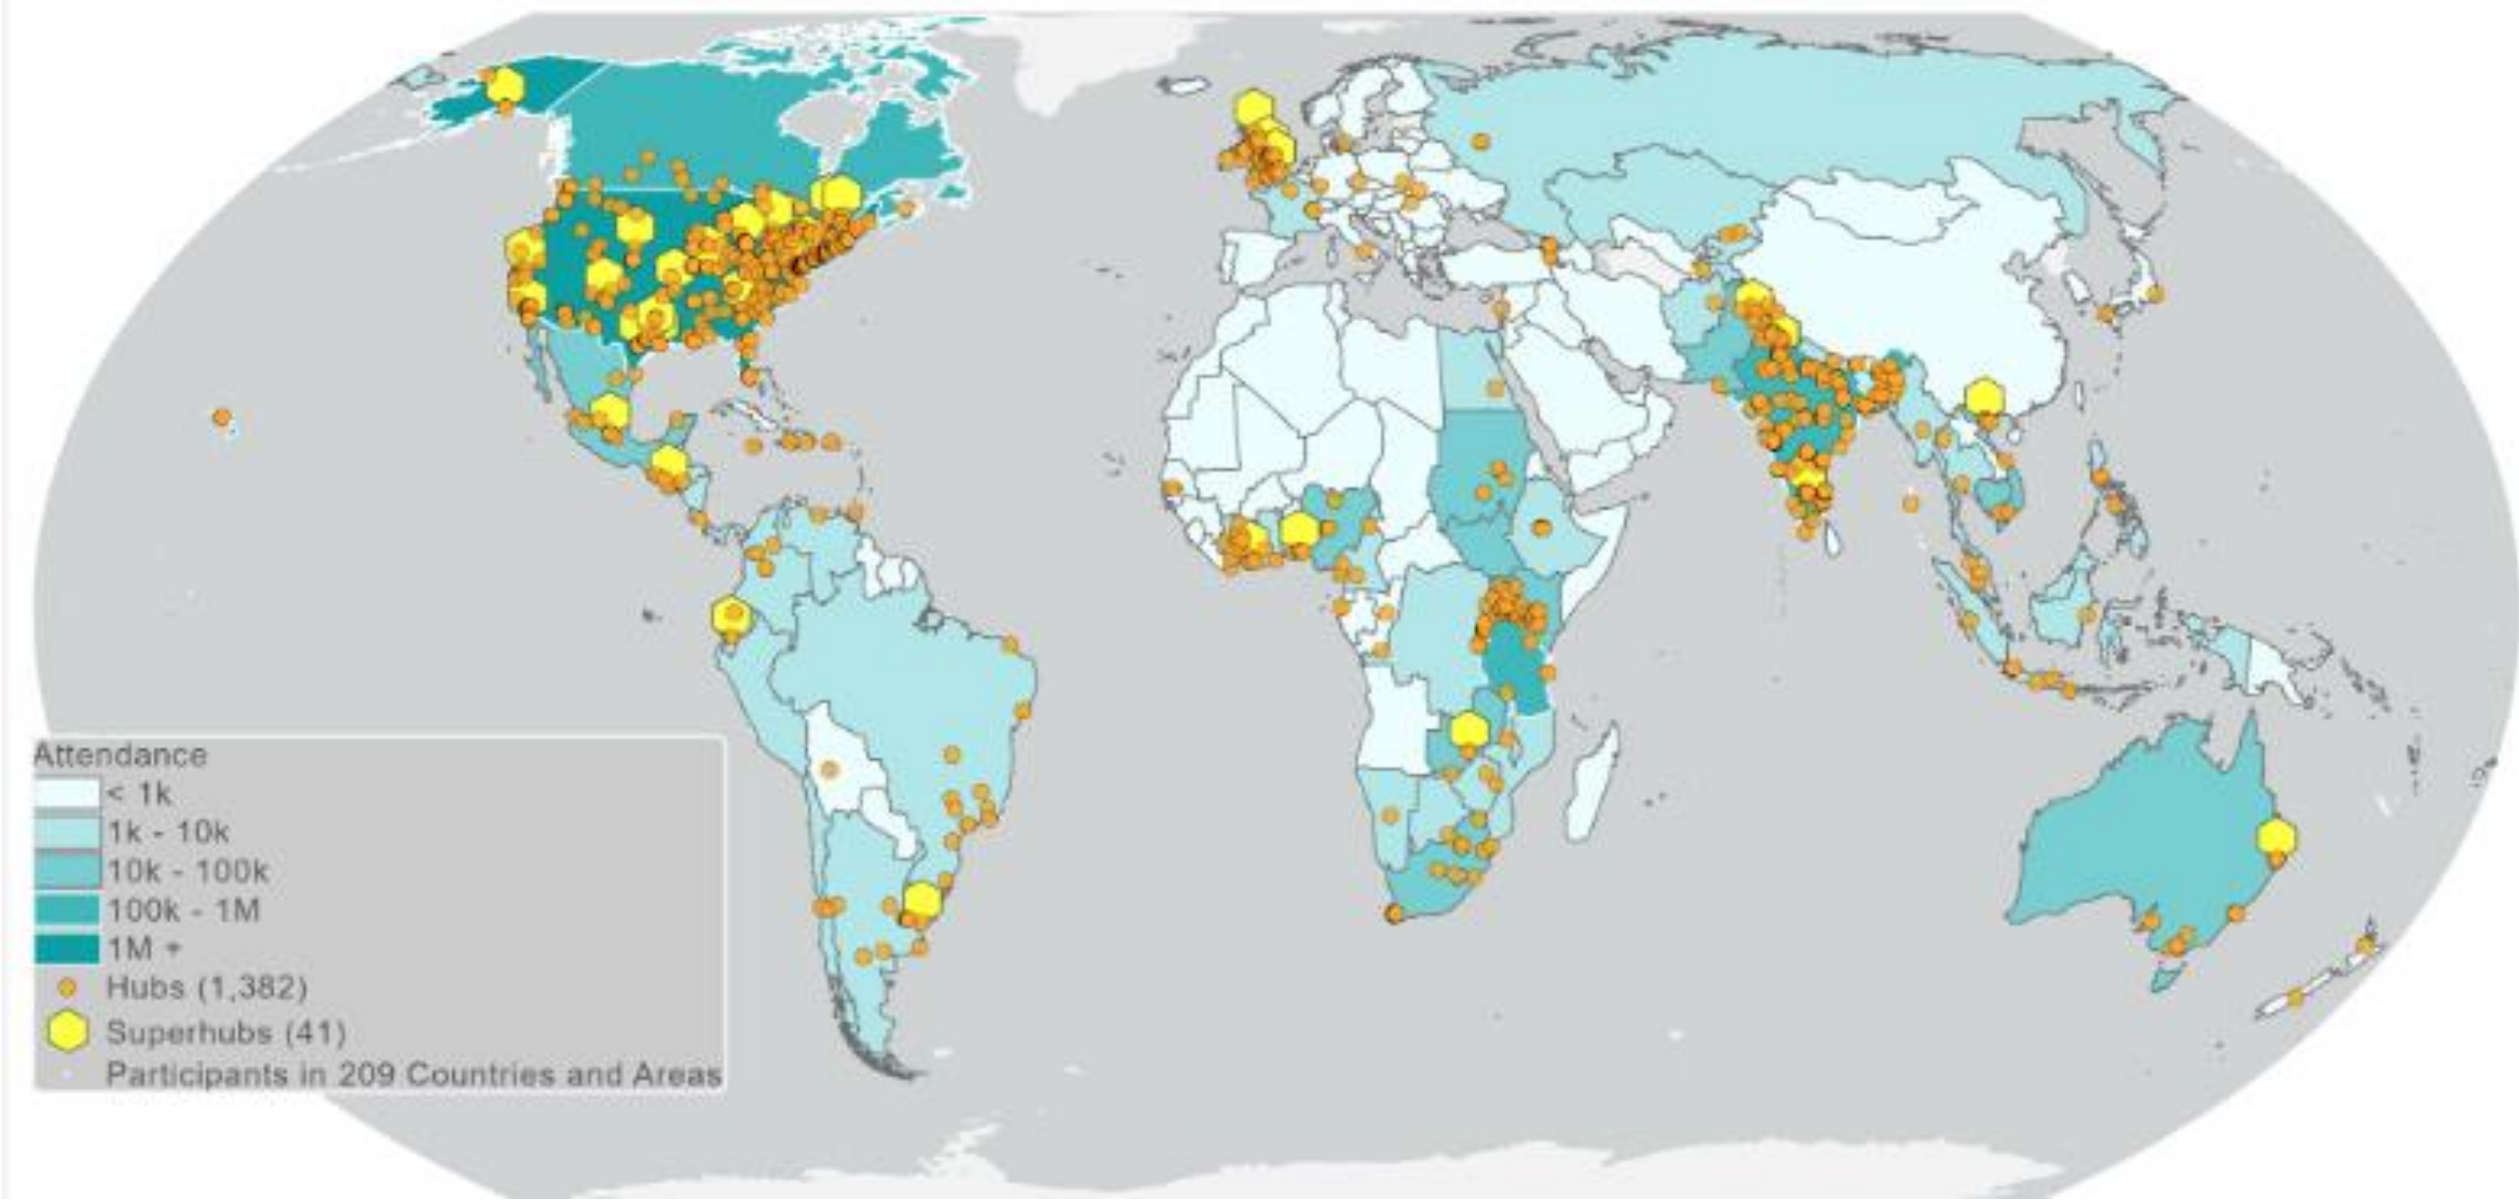 Attendance
< 1k
1k - 10k
10k - 100k
100k - 1M
1M +
Hubs (1,382)
Superhubs (41)
Participants in 209 Countries and Areas